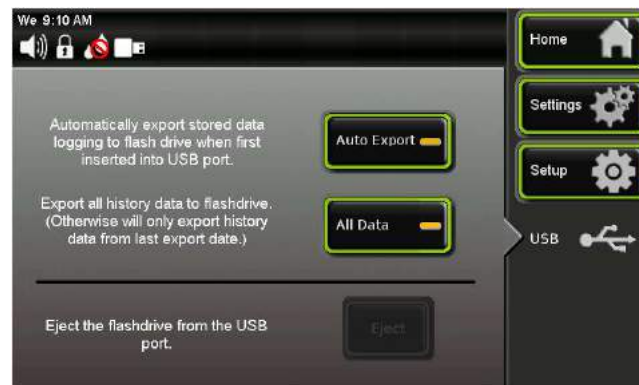 We 9:10 AM
Home
Settings
Automatically export stored data
logging to flash drive when first
inserted into USB port.
Auto Export
Setup
Export all history data to flashdrive.
(Otherwise will only export history
data from last export date.)
All Data
USB
Eject the flashdrive from the USB
port.
Eject